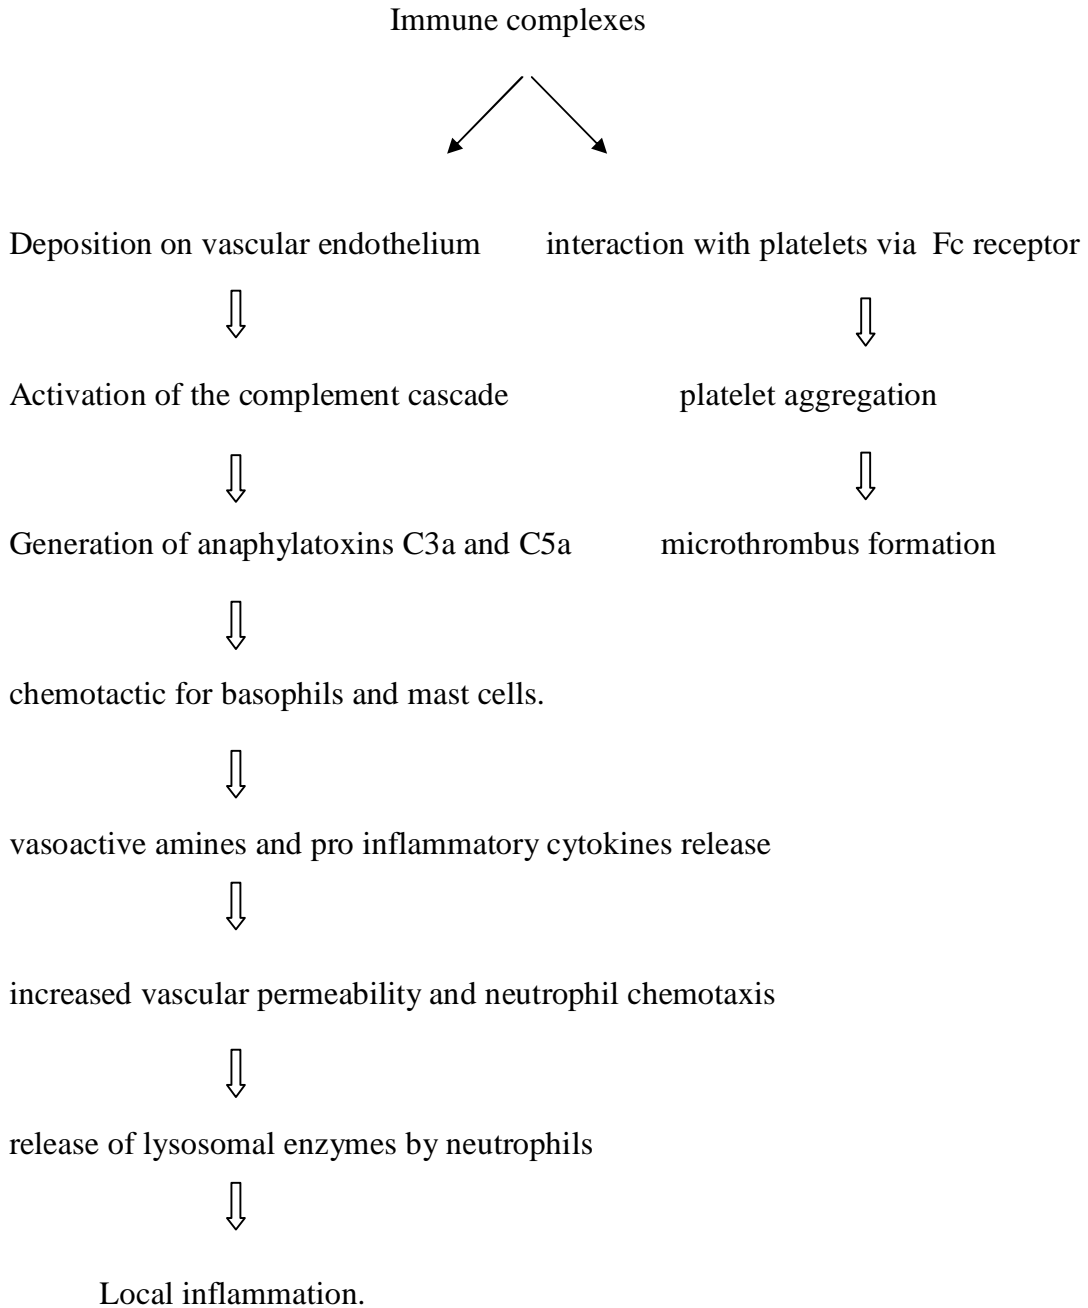 Immune complexes
Deposition on vascular endothelium interaction with platelets via Fc receptor
Activation of the complement cascade platelet aggregation
Generation of anaphylatoxins C3a and C5a microthrombus formation
chemotactic for basophils and mast cells.
vasoactive amines and pro inflammatory cytokines release
increased vascular permeability and neutrophil chemotaxis
release of lysosomal enzymes by neutrophils
Local inflammation.